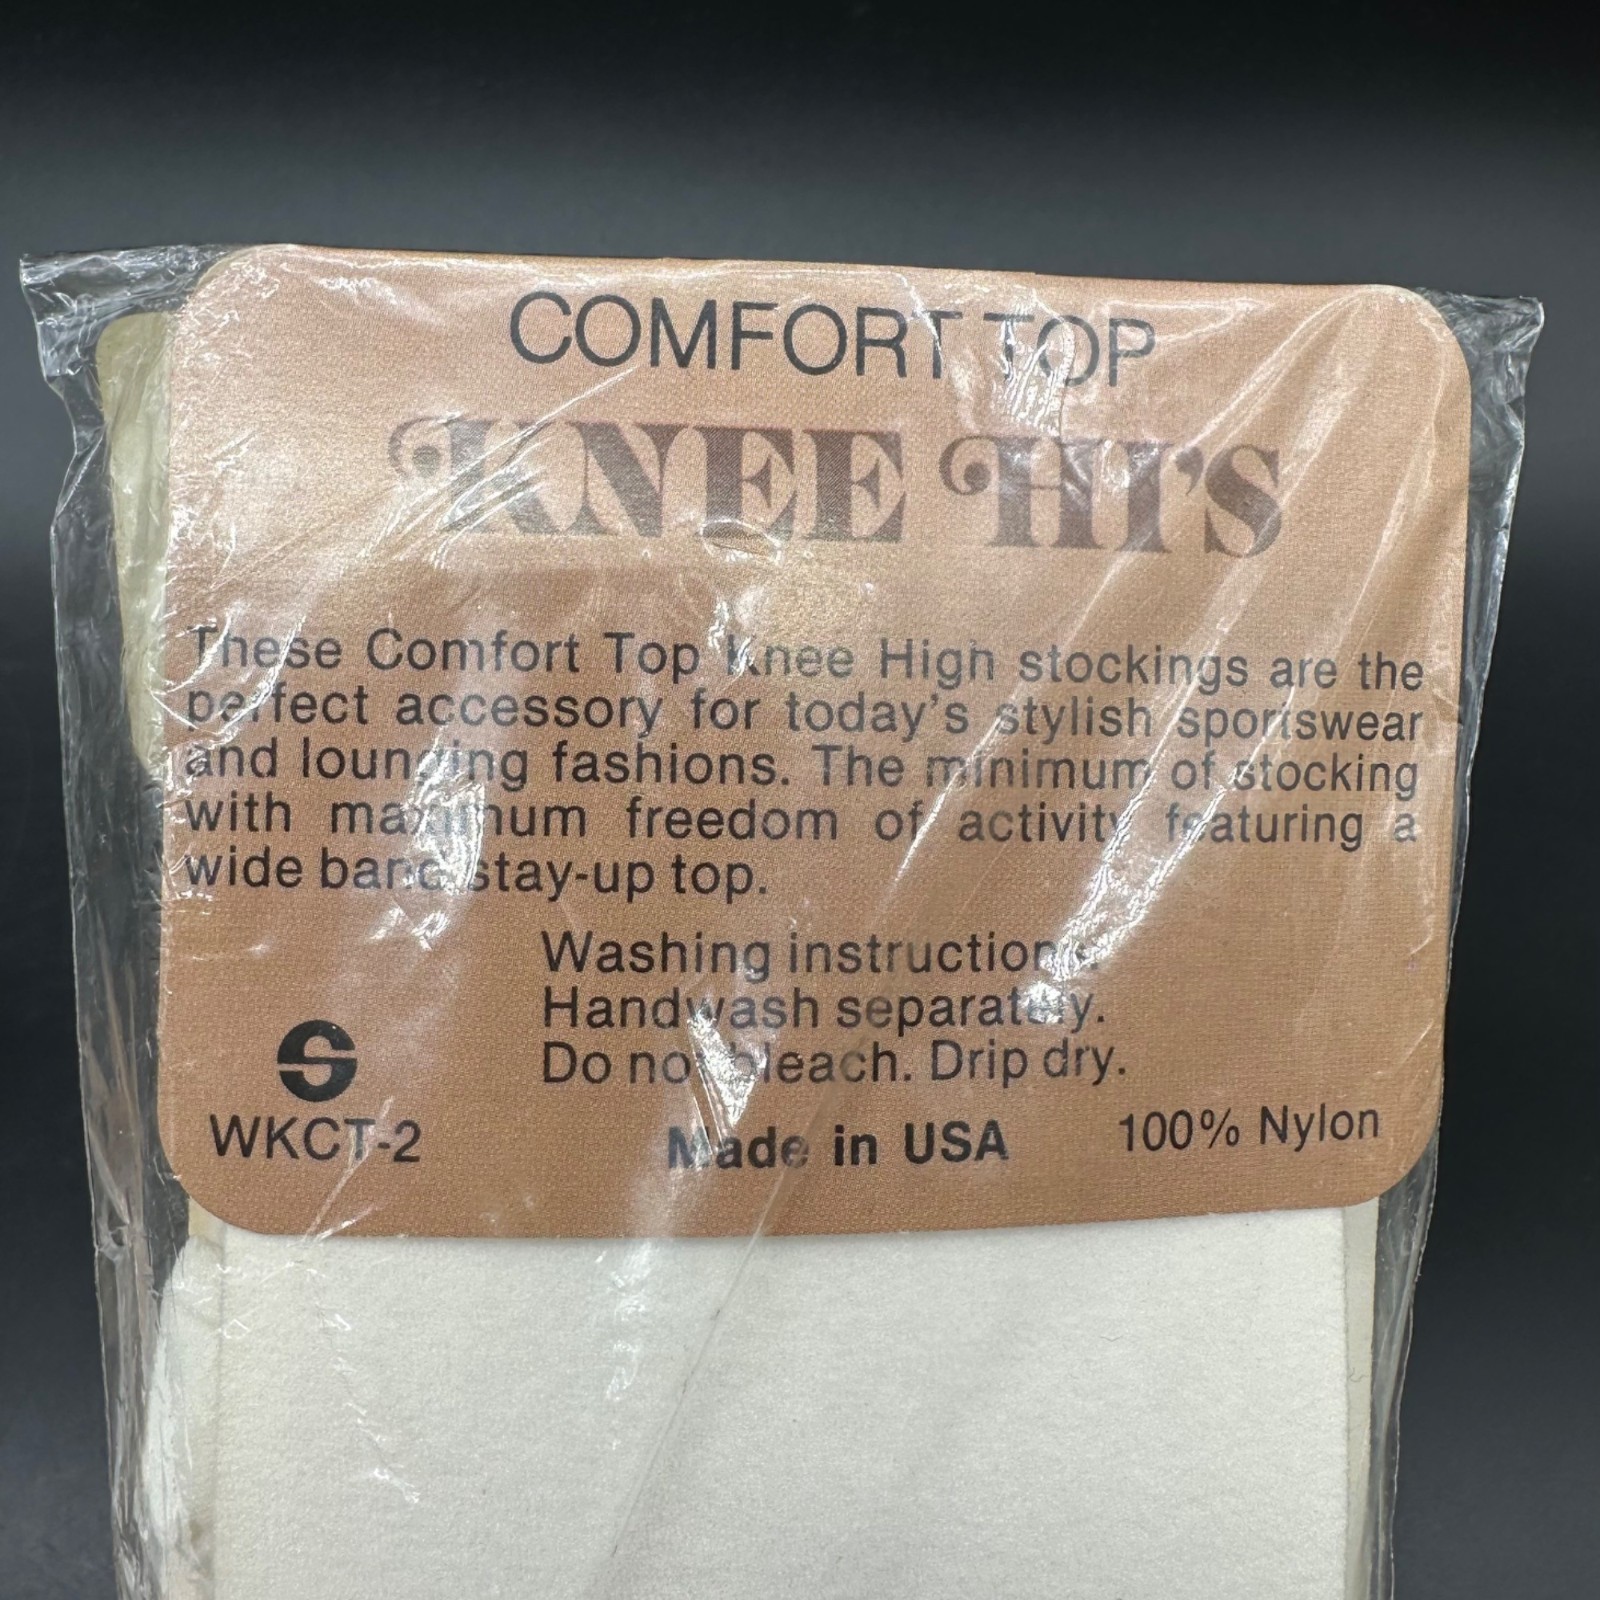 COMFORT TOP
KNEE HI'S
These Comfort Top Knee High stockings are the
perfect accessory for today's stylish sportswear
and lounging fashions. The minimum of stocking
with maximum freedom of activity featuring a
wide band stay-up top.
Washing instructions:
Handwash separately.
Do not bleach. Drip dry.
S
WKCT-2
Made in USA
100% Nylon